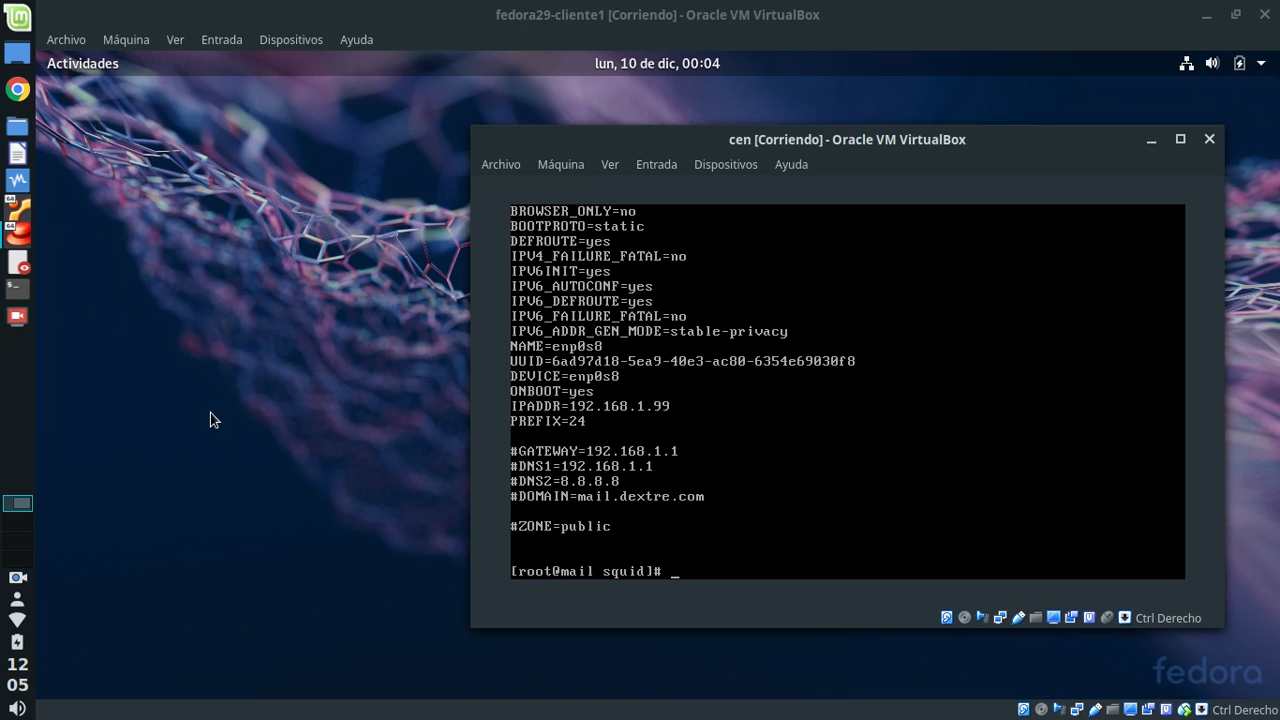 fedora29-cliente1 [Corriendo] - Oracle VM VirtualBox
Archivo Máquina Ver Entrada Dispositivos Ayuda
Actividades lun, 10 de dic, 00:04
cen [Corriendo] - Oracle VM VirtualBox
Archivo Máquina Ver Entrada Dispositivos Ayuda
BROWSER_ONLY=no
BOOTPROTO=static
DEFROUTE=yes
IPV4_FAILURE_FATAL=no
IPV6INIT=yes
IPV6_AUTOCONF=yes
IPV6_DEFROUTE=yes
IPV6_FAILURE_FATAL=no
IPV6_ADDR_GEN_MODE=stable-privacy
NAME=enp0s8
UUID=6ad97d18-5ea9-40e3-ac80-6354e69030f8
DEVICE=enp0s8
ONBOOT=yes
IPADDR=192.168.1.99
PREFIX=24
#GATEWAY=192.168.1.1
#DNS1=192.168.1.1
#DNS2=8.8.8.8
#DOMAIN=mail.dextre.com
#ZONE=public
[root@mail squid]# _
Ctrl Derecho
fedora
Ctrl Derecho
64
64
12
05